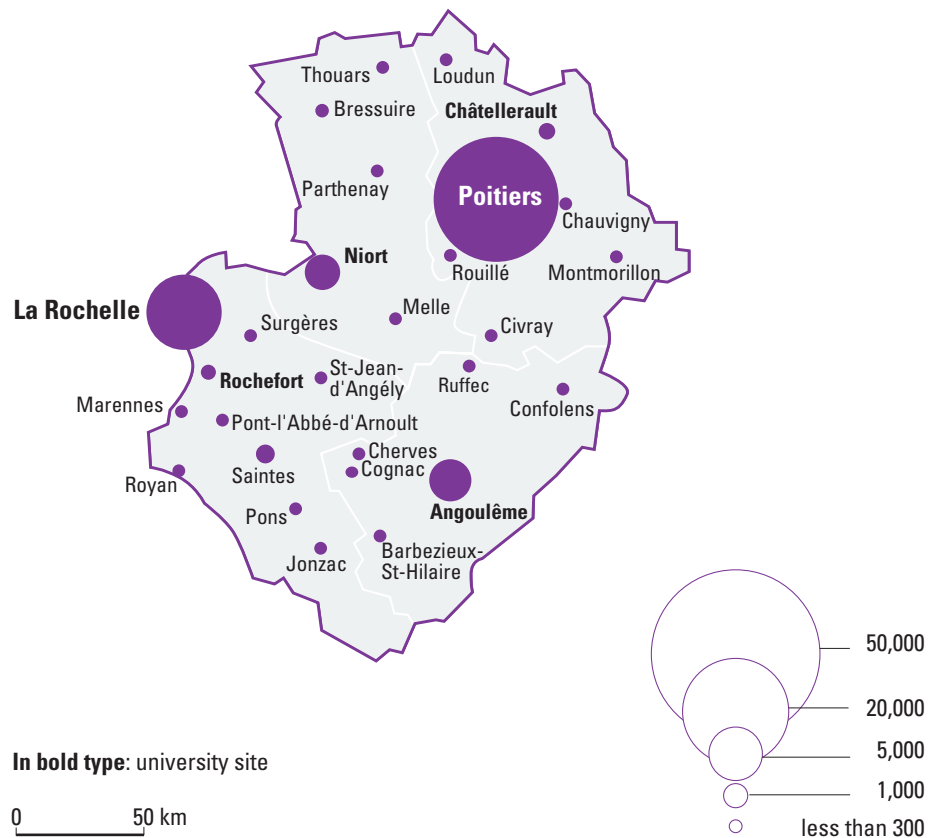 Thouars
Loudun
Bressuire
Châtellerault
Parthenay
Poitiers
Chauvigny
Niort
Rouillé
Montmorillon
La Rochelle
Melle
Surgères
Civray
Rochefort
St-Jean-
d'Angély
Ruffec
Confolens
Marennes
Pont-l'Abbé-d'Arnoult
Cherves
Cognac
Saintes
Royan
Pons
Angoulême
Jonzac
Barbezieux-
St-Hilaire
50,000
20,000
5,000
1,000
less than 300
In bold type: university site
0 50 km